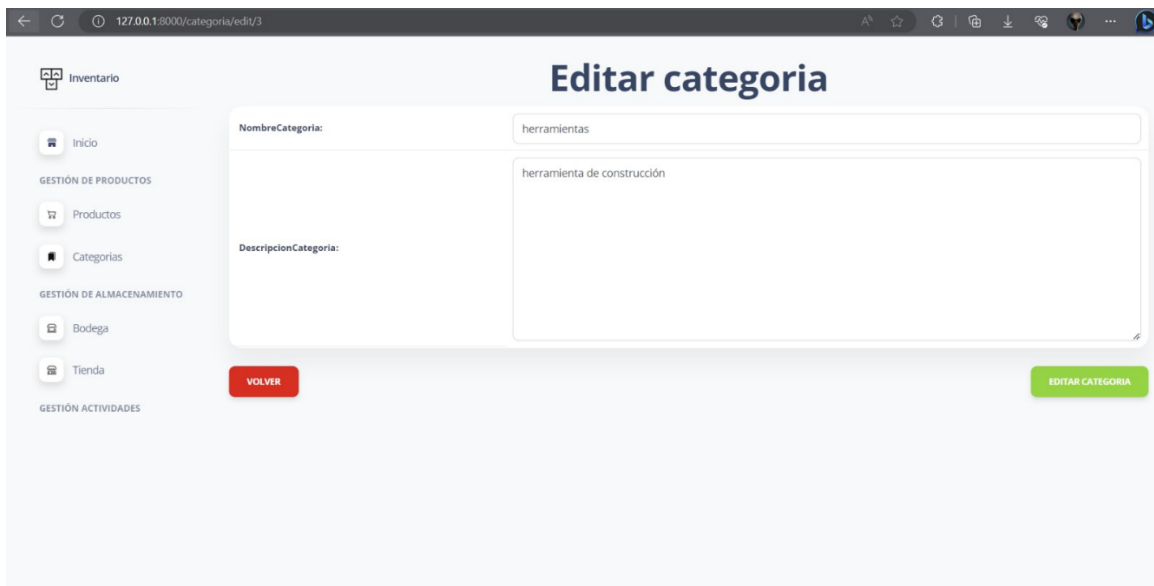 127.0.0.1:8000/categoria/edit/3
Inventario
Inicio
GESTIÓN DE PRODUCTOS
Productos
Categorias
GESTIÓN DE ALMACENAMIENTO
Bodega
Tienda
GESTIÓN ACTIVIDADES
Editar categoria
NombreCategoria:
herramientas
DescripcionCategoria:
herramienta de construcción
VOLVER
EDITAR CATEGORIA